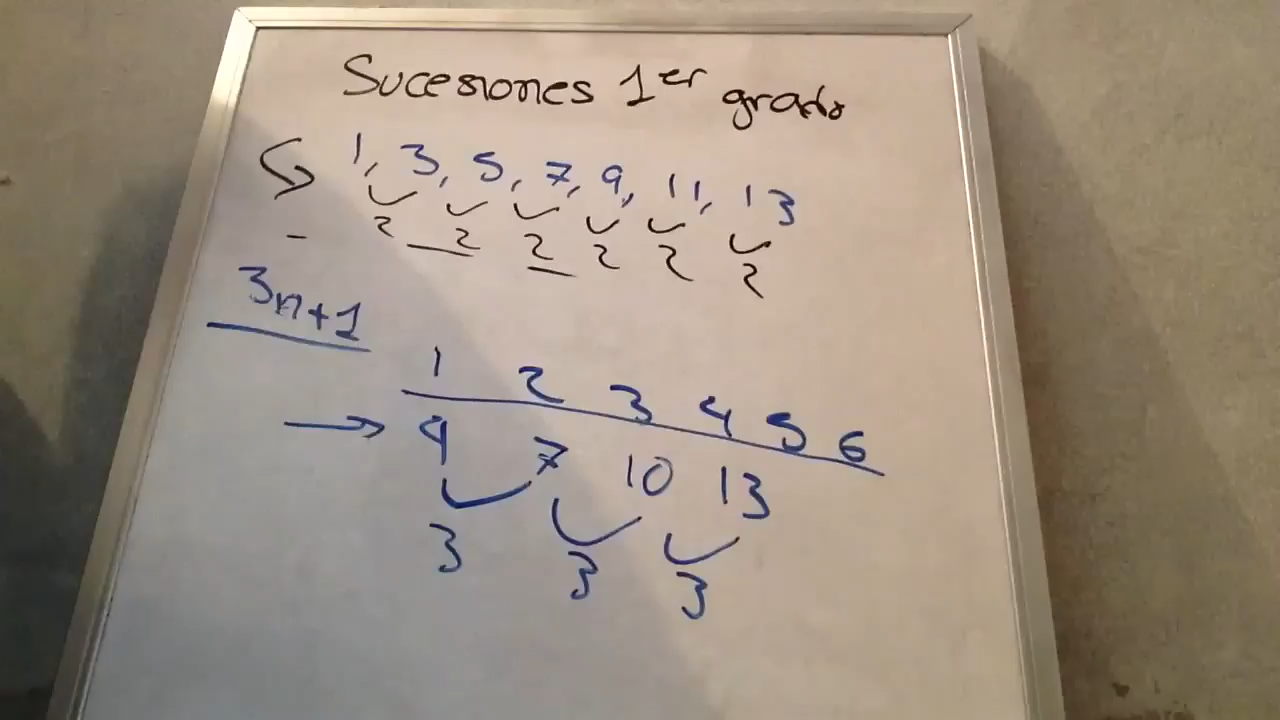 Sucesiones 1er grado
1, 3, 5, 7, 9, 11, 13
2 2 2 2 2 2
3n+1
1 2 3 4 5 6
4 7 10 13
3 3 3